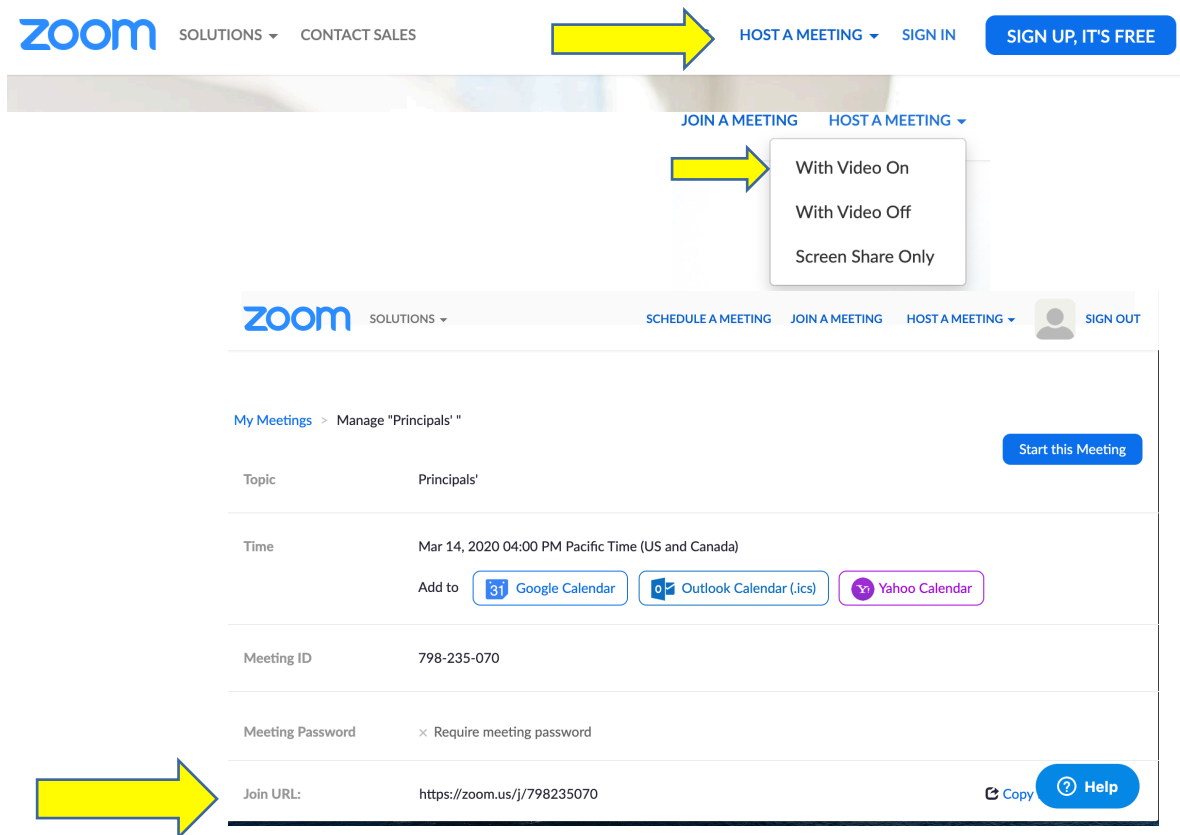 zoom SOLUTIONS CONTACT SALES HOST A MEETING SIGN IN SIGN UP, IT'S FREE
JOIN A MEETING HOST A MEETING
With Video On
With Video Off
Screen Share Only
zoom SOLUTIONS SCHEDULE A MEETING JOIN A MEETING HOST A MEETING SIGN OUT
My Meetings > Manage "Principals' "
Start this Meeting
Topic Principals'
Time Mar 14, 2020 04:00 PM Pacific Time (US and Canada)
Add to 31 Google Calendar Outlook Calendar (.ics) Yahoo Calendar
Meeting ID 798-235-070
Meeting Password × Require meeting password
Join URL: https://zoom.us/j/798235070 Copy Help